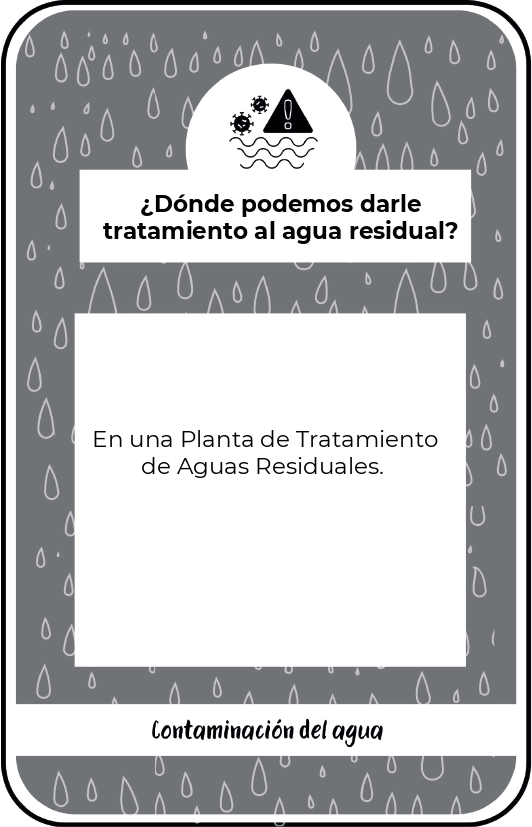 ¿Dónde podemos darle
tratamiento al agua residual?
En una Planta de Tratamiento
de Aguas Residuales.
Contaminación del agua